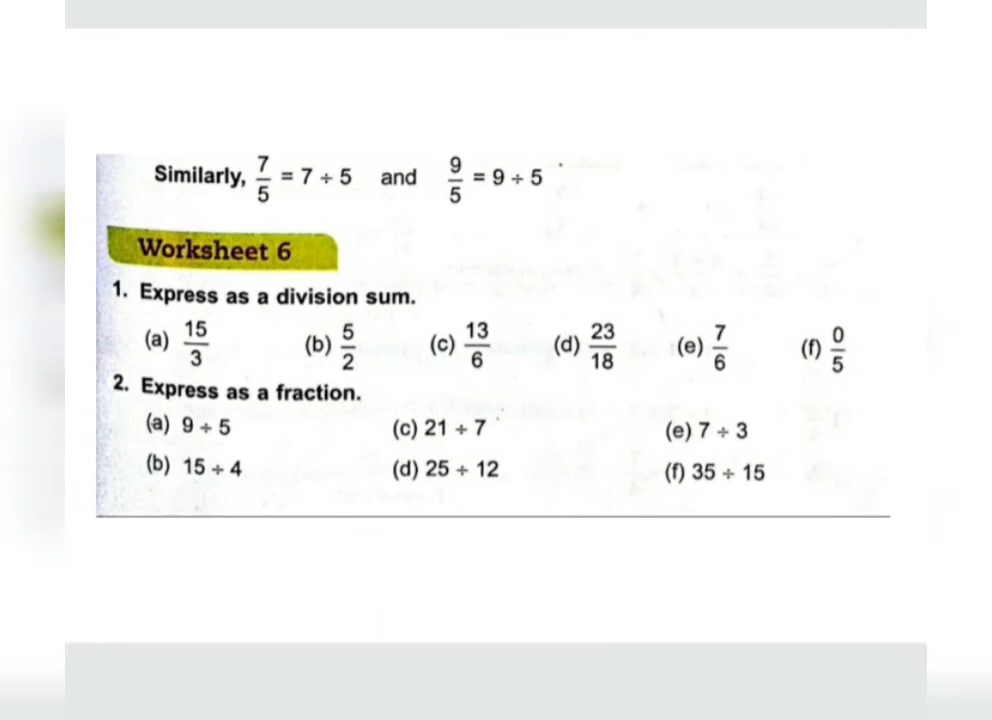 Similarly, 7/5 = 7 ÷ 5 and 9/5 = 9 ÷ 5
Worksheet 6
1. Express as a division sum.
(a) 15/3 (b) 5/2 (c) 13/6 (d) 23/18 (e) 7/6 (f) 0/5
2. Express as a fraction.
(a) 9 ÷ 5 (c) 21 ÷ 7 (e) 7 ÷ 3
(b) 15 ÷ 4 (d) 25 ÷ 12 (f) 35 ÷ 15